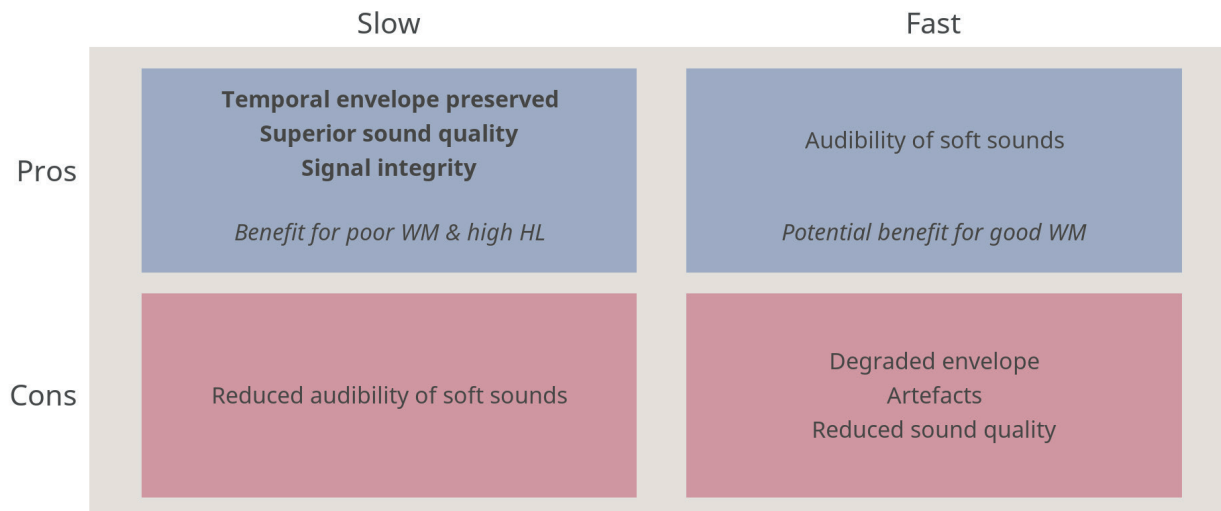 Slow
Fast
Pros
Temporal envelope preserved
Superior sound quality
Signal integrity
Benefit for poor WM & high HL
Audibility of soft sounds
Potential benefit for good WM
Cons
Reduced audibility of soft sounds
Degraded envelope
Artefacts
Reduced sound quality